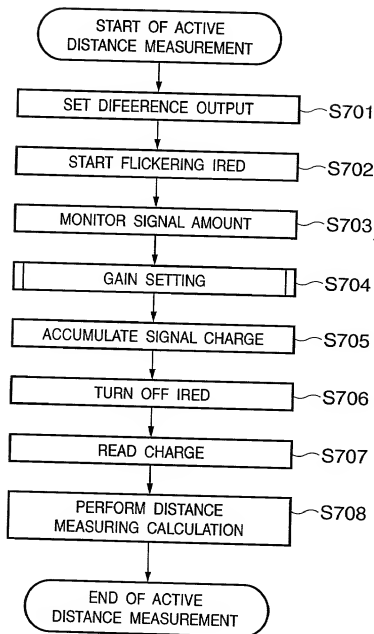 START OF ACTIVE
DISTANCE MEASUREMENT
SET DIFEERENCE OUTPUT
S701
START FLICKERING IRED
S702
MONITOR SIGNAL AMOUNT
S703
GAIN SETTING
S704
ACCUMULATE SIGNAL CHARGE
S705
TURN OFF IRED
S706
READ CHARGE
S707
PERFORM DISTANCE
MEASURING CALCULATION
S708
END OF ACTIVE
DISTANCE MEASUREMENT